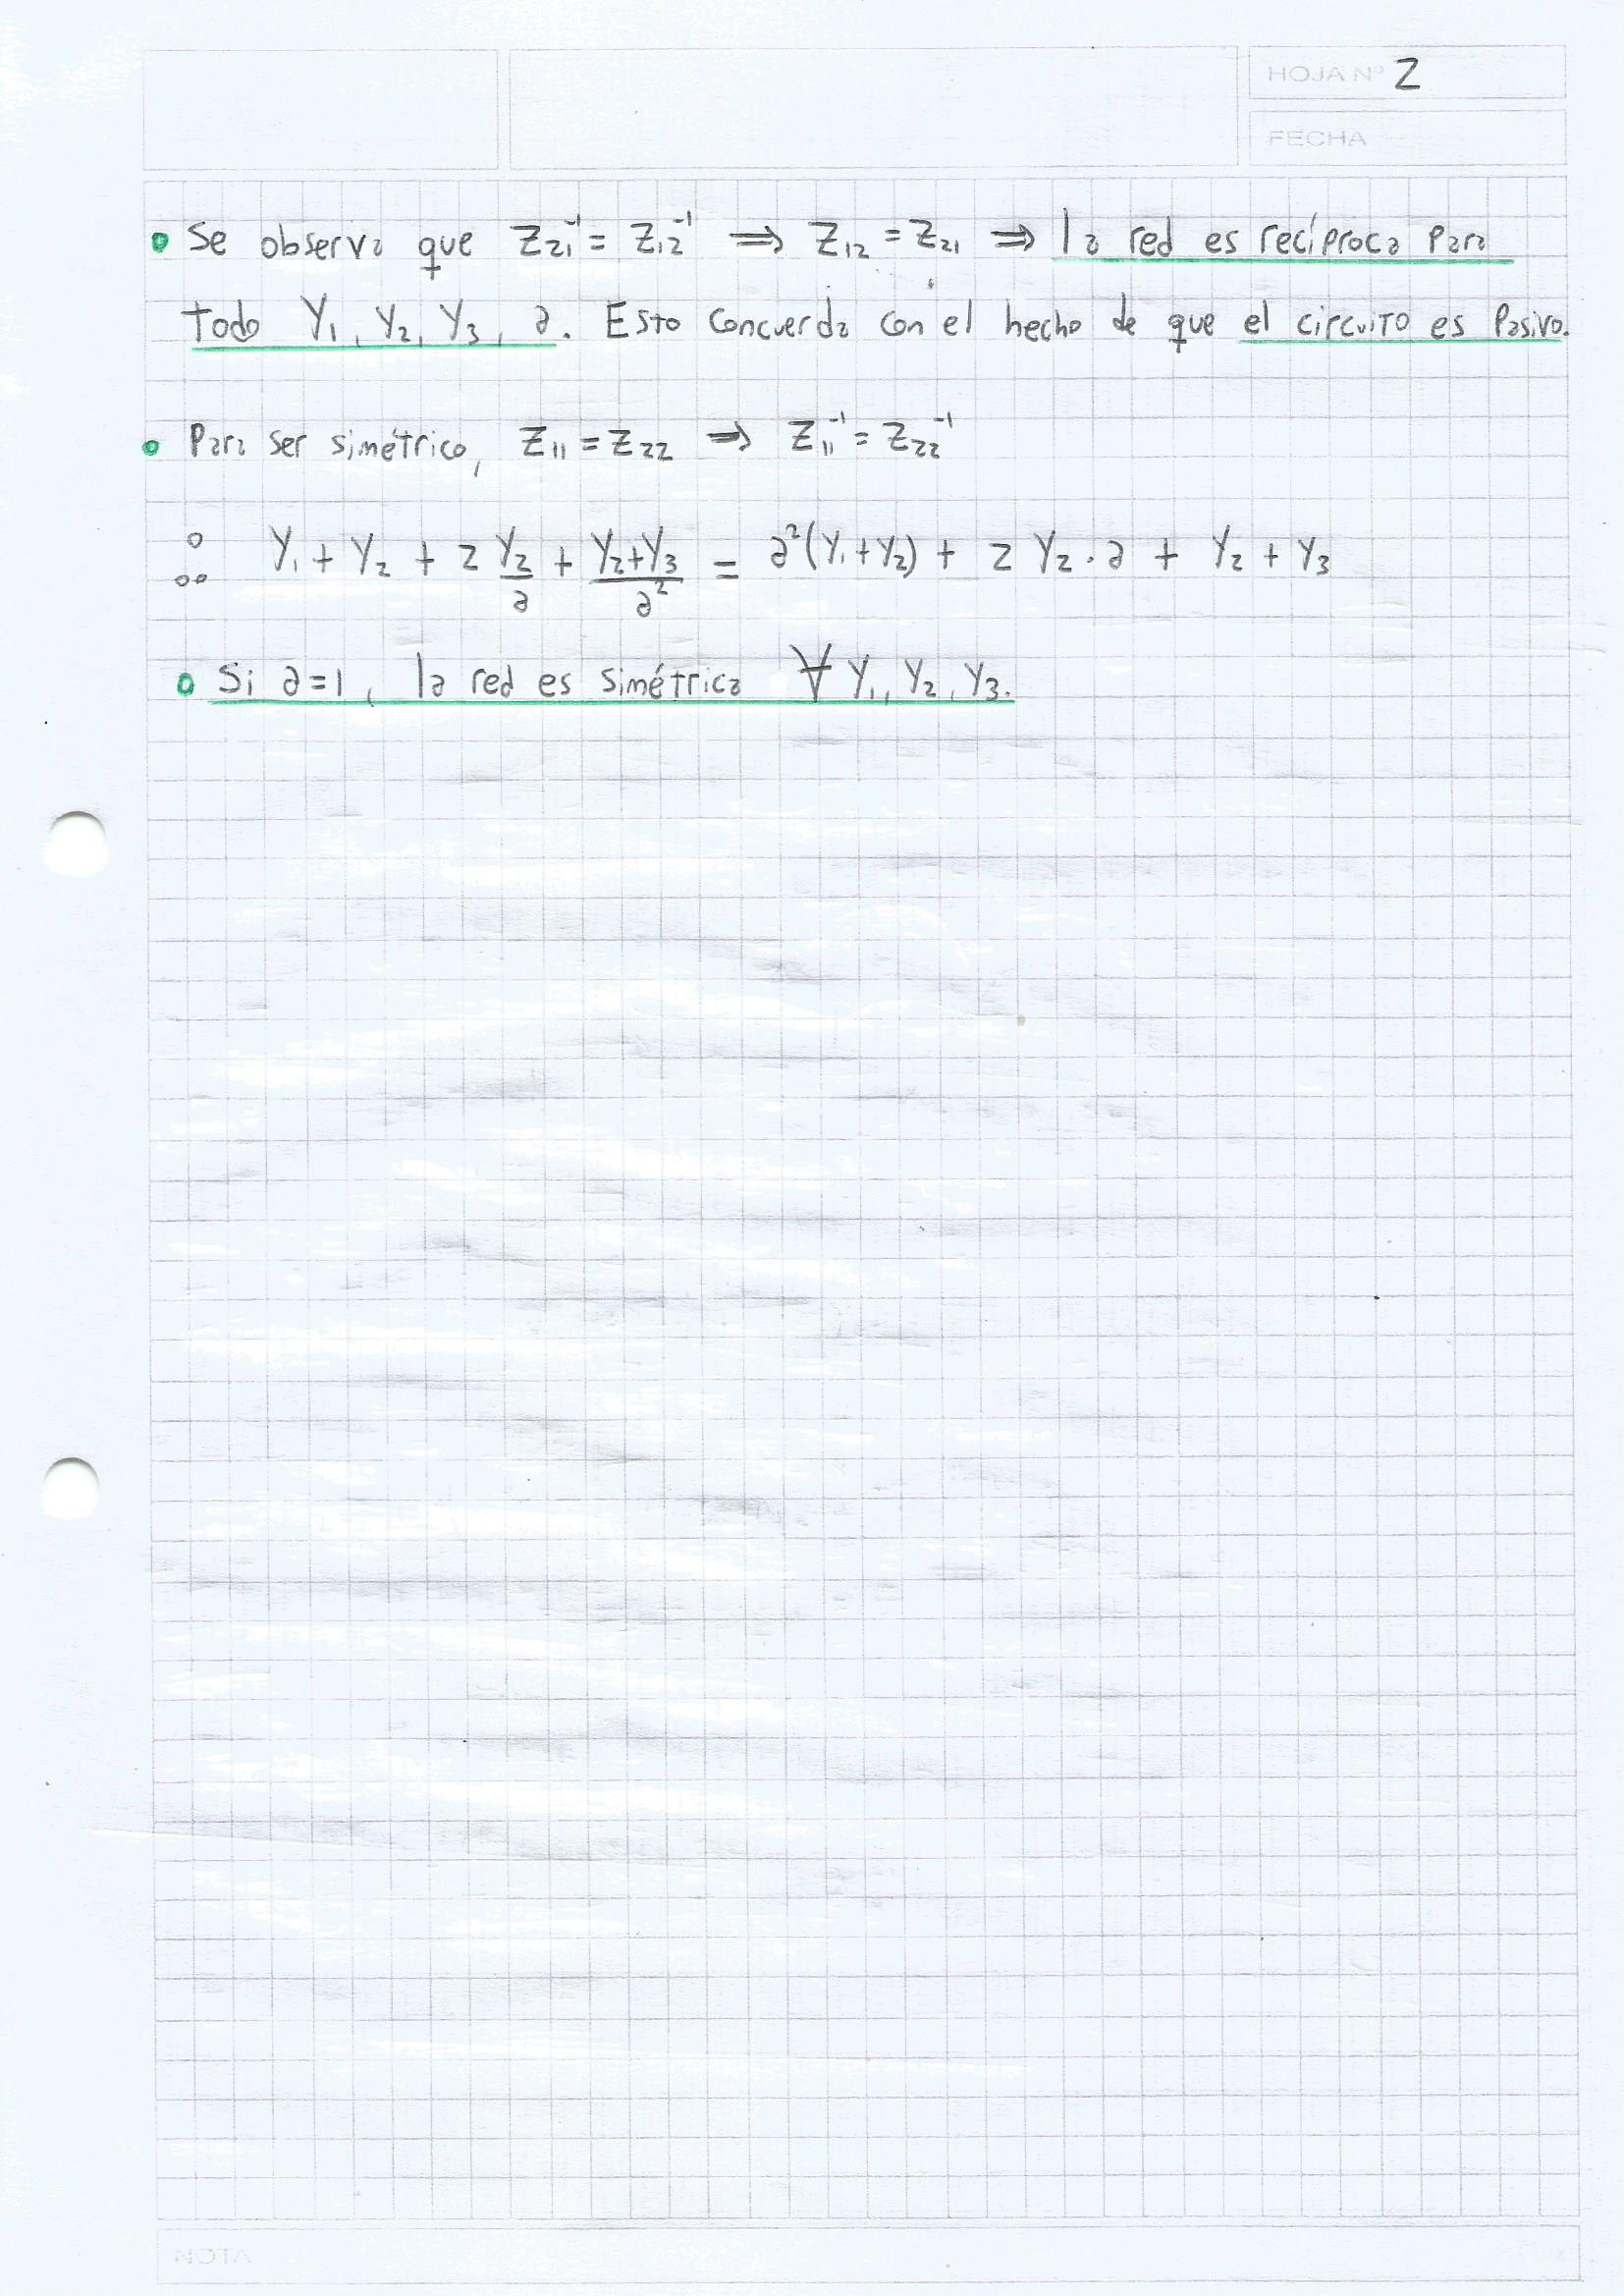 HOJA Nº 2
FECHA
• Se observa que Z₂₁⁻¹ = Z₁₂⁻¹ ⇒ Z₁₂ = Z₂₁ ⇒ la red es recíproca para
todo Y₁, Y₂, Y₃, a. Esto concuerda con el hecho de que el circuito es pasivo.
• Para ser simétrico, Z₁₁ = Z₂₂ ⇒ Z₁₁⁻¹ = Z₂₂⁻¹
∴ Y₁ + Y₂ + 2 Y₂/a + (Y₂+Y₃)/a² = a²(Y₁+Y₂) + 2 Y₂·a + Y₂ + Y₃
• Si a=1, la red es simétrica ∀ Y₁, Y₂, Y₃.